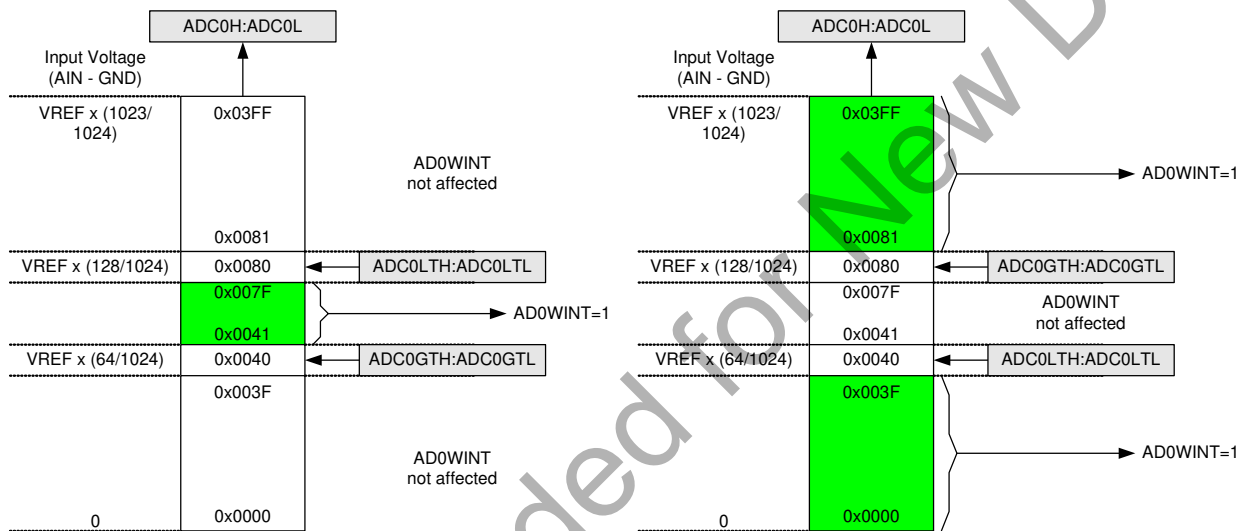 ADC0H:ADC0L
Input Voltage
(AIN - GND)
VREF x (1023/
1024)
0x03FF
AD0WINT
not affected
0x0081
VREF x (128/1024)
0x0080
ADC0LTH:ADC0LTL
0x007F
AD0WINT=1
0x0041
VREF x (64/1024)
0x0040
ADC0GTH:ADC0GTL
0x003F
AD0WINT
not affected
0
0x0000
ADC0H:ADC0L
Input Voltage
(AIN - GND)
VREF x (1023/
1024)
0x03FF
AD0WINT=1
0x0081
VREF x (128/1024)
0x0080
ADC0GTH:ADC0GTL
0x007F
AD0WINT
not affected
0x0041
VREF x (64/1024)
0x0040
ADC0LTH:ADC0LTL
0x003F
AD0WINT=1
0
0x0000
ded for New D